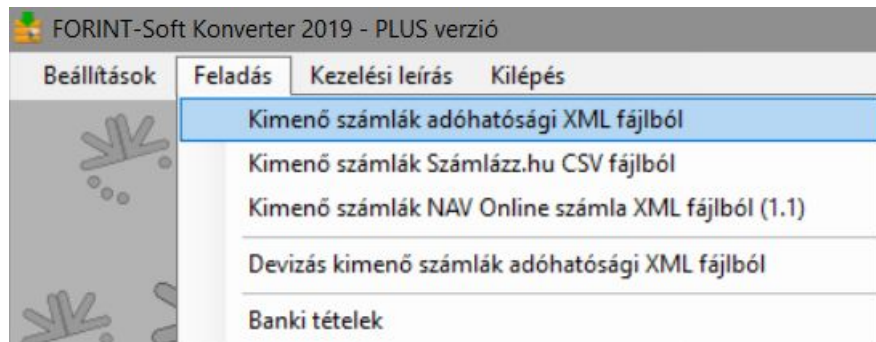 FORINT-Soft Konverter 2019 - PLUS verzió
Beállítások Feladás Kezelési leírás Kilépés
Kimenő számlák adóhatósági XML fájlból
Kimenő számlák Számlázz.hu CSV fájlból
Kimenő számlák NAV Online számla XML fájlból (1.1)
Devizás kimenő számlák adóhatósági XML fájlból
Banki tételek